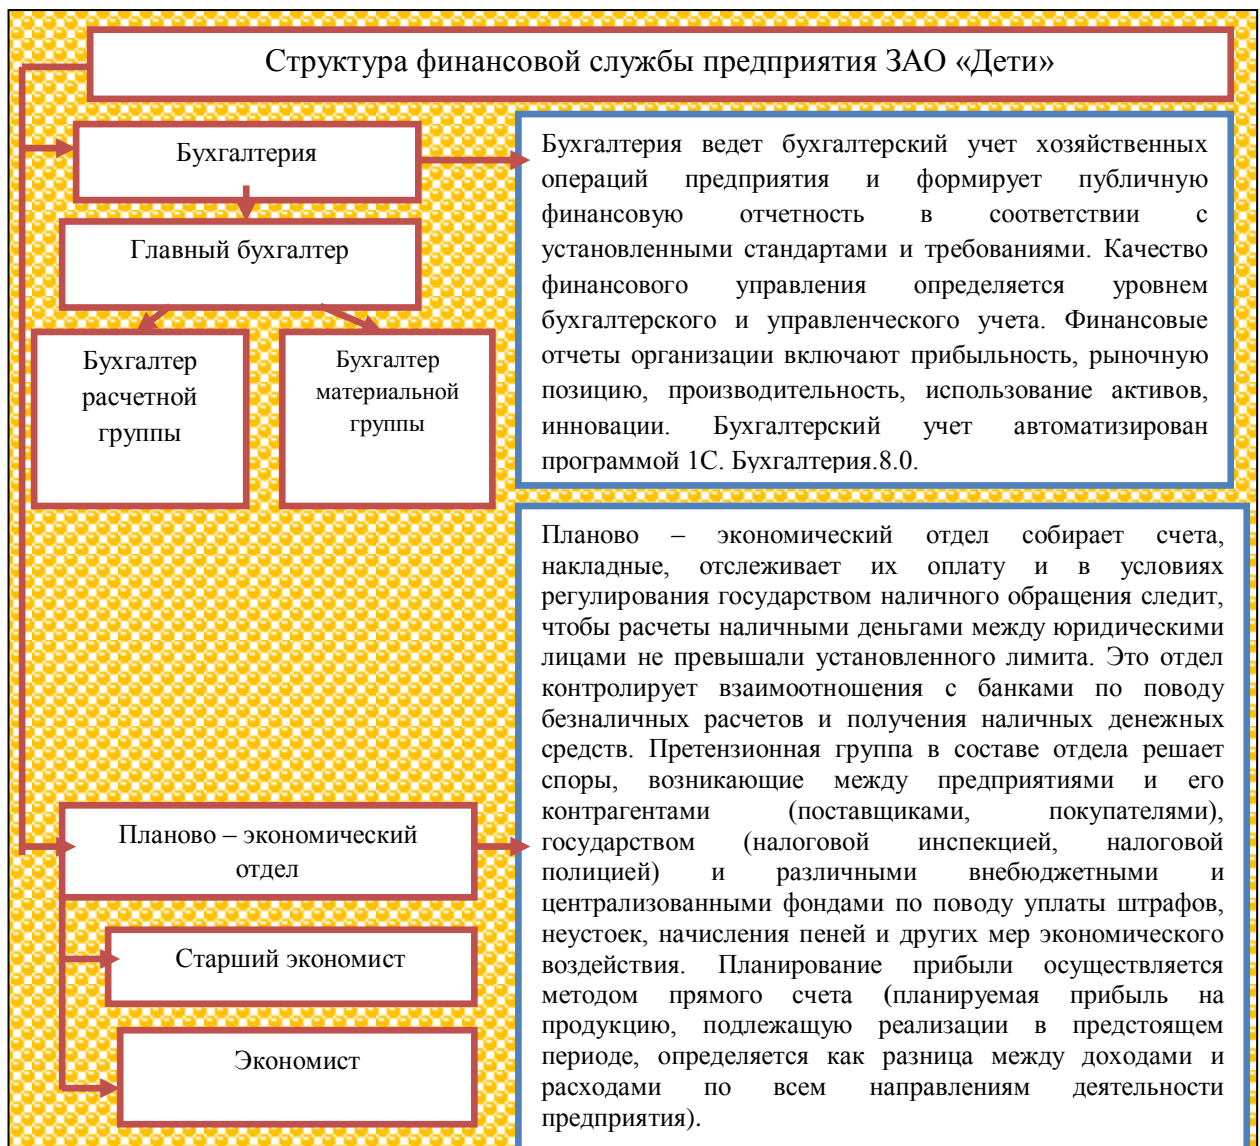 Структура финансовой службы предприятия ЗАО «Дети»
Бухгалтерия
Главный бухгалтер
Бухгалтер
расчетной
группы
Бухгалтер
материальной
группы
Бухгалтерия ведет бухгалтерский учет хозяйственных
операций предприятия и формирует публичную
финансовую отчетность в соответствии с
установленными стандартами и требованиями. Качество
финансового управления определяется уровнем
бухгалтерского и управленческого учета. Финансовые
отчеты организации включают прибыльность, рыночную
позицию, производительность, использование активов,
инновации. Бухгалтерский учет автоматизирован
программой 1С. Бухгалтерия.8.0.
Планово – экономический
отдел
Старший экономист
Экономист
Планово – экономический отдел собирает счета,
накладные, отслеживает их оплату и в условиях
регулирования государством наличного обращения следит,
чтобы расчеты наличными деньгами между юридическими
лицами не превышали установленного лимита. Это отдел
контролирует взаимоотношения с банками по поводу
безналичных расчетов и получения наличных денежных
средств. Претензионная группа в составе отдела решает
споры, возникающие между предприятиями и его
контрагентами (поставщиками, покупателями),
государством (налоговой инспекцией, налоговой
полицией) и различными внебюджетными и
централизованными фондами по поводу уплаты штрафов,
неустоек, начисления пеней и других мер экономического
воздействия. Планирование прибыли осуществляется
методом прямого счета (планируемая прибыль на
продукцию, подлежащую реализации в предстоящем
периоде, определяется как разница между доходами и
расходами по всем направлениям деятельности
предприятия).